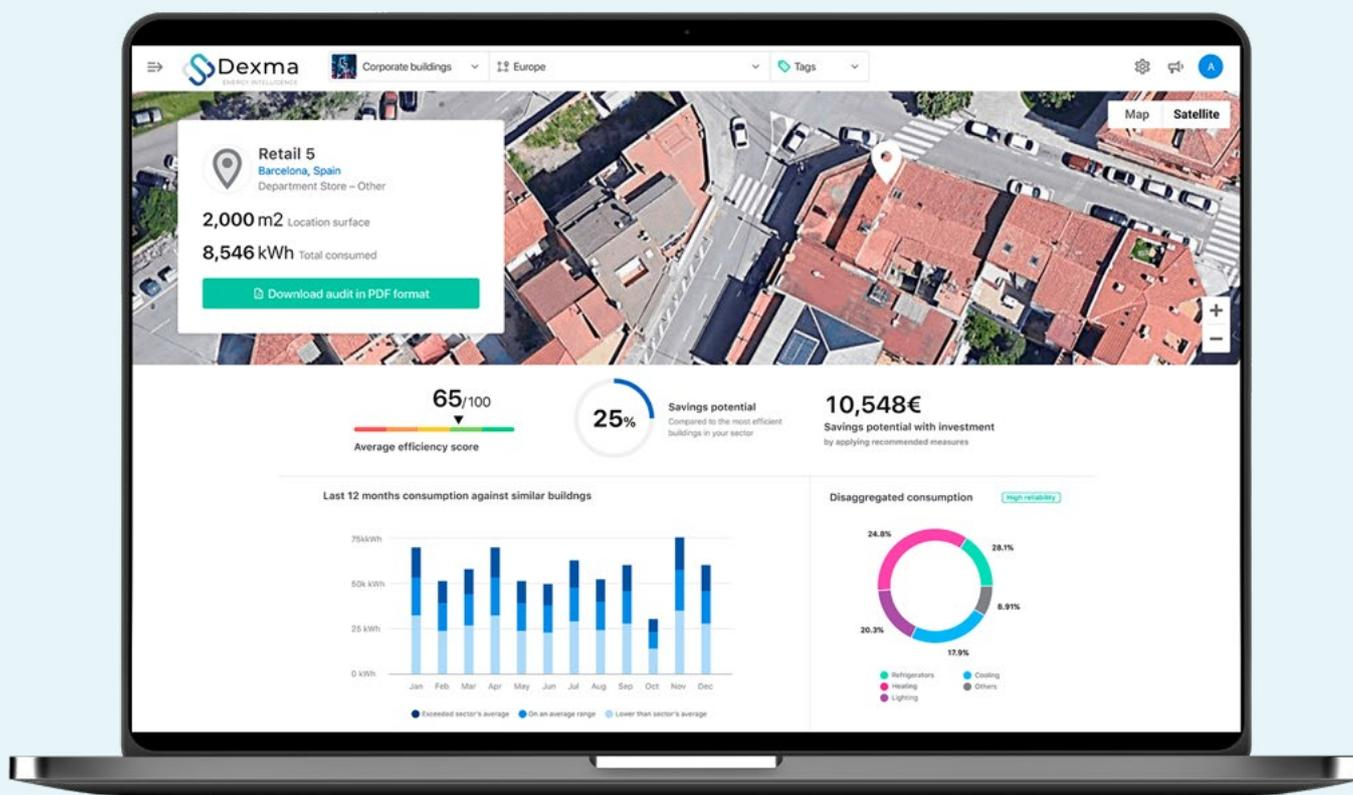 Dexma
ENERGY INTELLIGENCE
Corporate buildings
Europe
Tags
A
Map
Satellite
Retail 5
Barcelona, Spain
Department Store – Other
2,000 m2 Location surface
8,546 kWh Total consumed
Download audit in PDF format
+
−
65/100
Average efficiency score
25%
Savings potential
Compared to the most efficient
buildings in your sector
10,548€
Savings potential with investment
by applying recommended measures
Last 12 months consumption against similar buildngs
75kkWh
50k kWh
25 kWh
0 kWh
Jan Feb Mar Apr May Jun Jul Aug Sep Oct Nov Dec
Exceeded sector's average On an average range Lower than sector's average
Disaggregated consumption
High reliability
24.8%
28.1%
8.91%
20.3%
17.9%
Refrigerators
Cooling
Heating
Others
Lighting